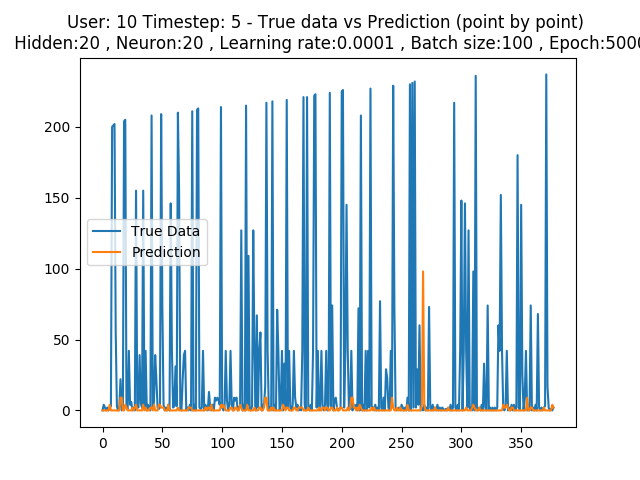 User: 10 Timestep: 5 - True data vs Prediction (point by point)
Hidden:20 , Neuron:20 , Learning rate:0.0001 , Batch size:100 , Epoch:5000
200
150
100
50
0
True Data
Prediction
0 50 100 150 200 250 300 350